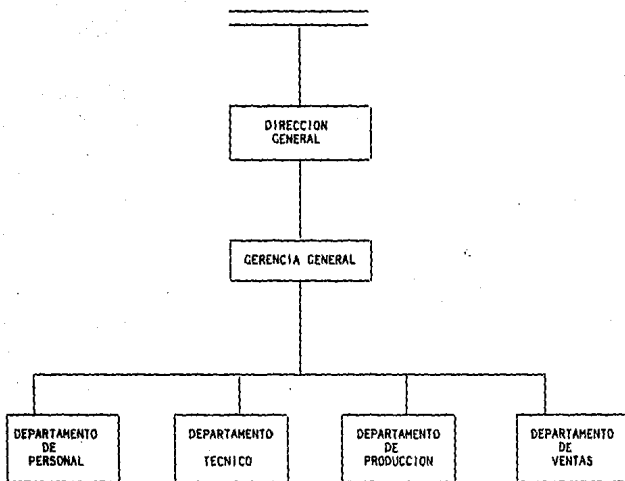 DIRECCION
GENERAL
GERENCIA GENERAL
DEPARTAMENTO
DE
PERSONAL
DEPARTAMENTO
TECNICO
DEPARTAMENTO
DE
PRODUCCION
DEPARTAMENTO
DE
VENTAS